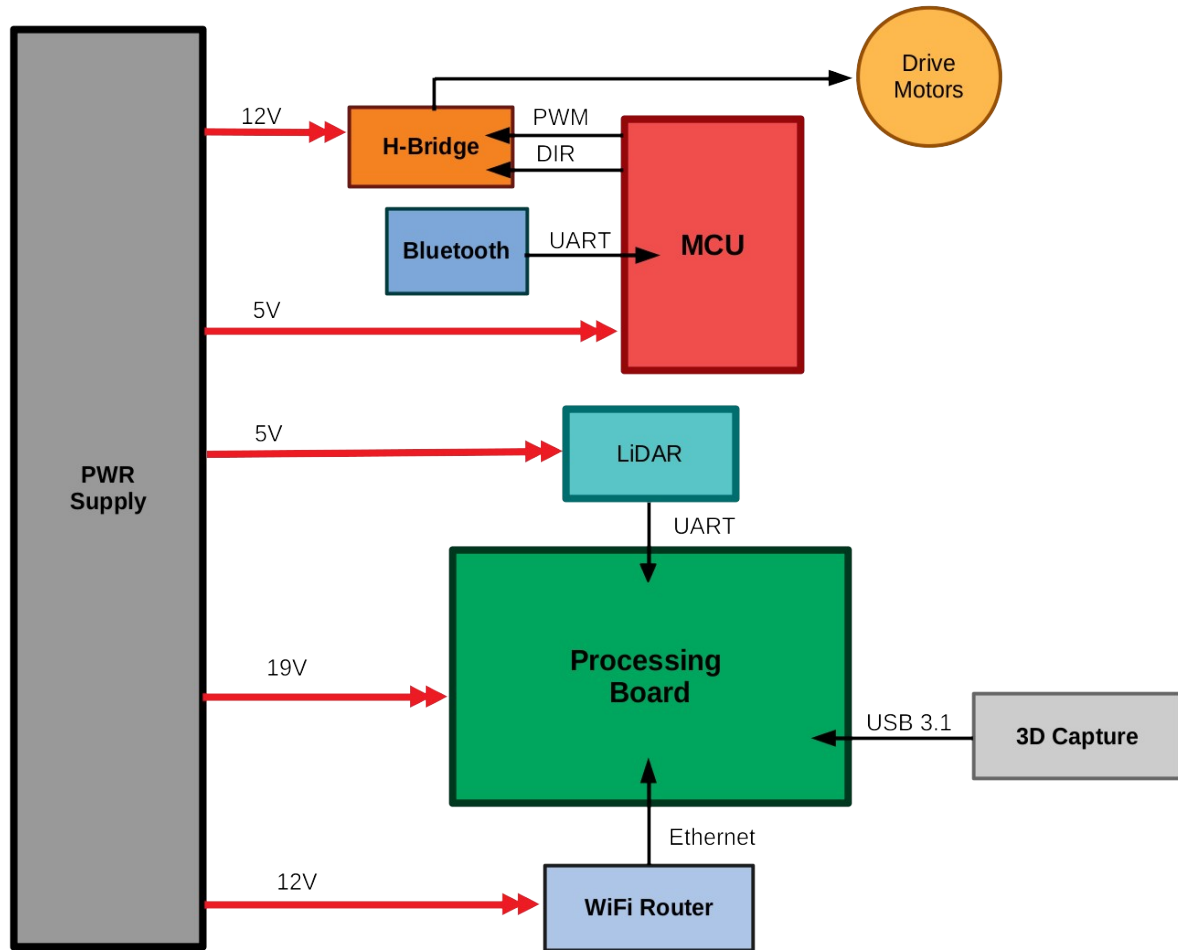 Drive
Motors
12V
H-Bridge
PWM
DIR
Bluetooth
UART
MCU
5V
5V
LiDAR
PWR
Supply
UART
19V
Processing
Board
USB 3.1
3D Capture
Ethernet
12V
WiFi Router